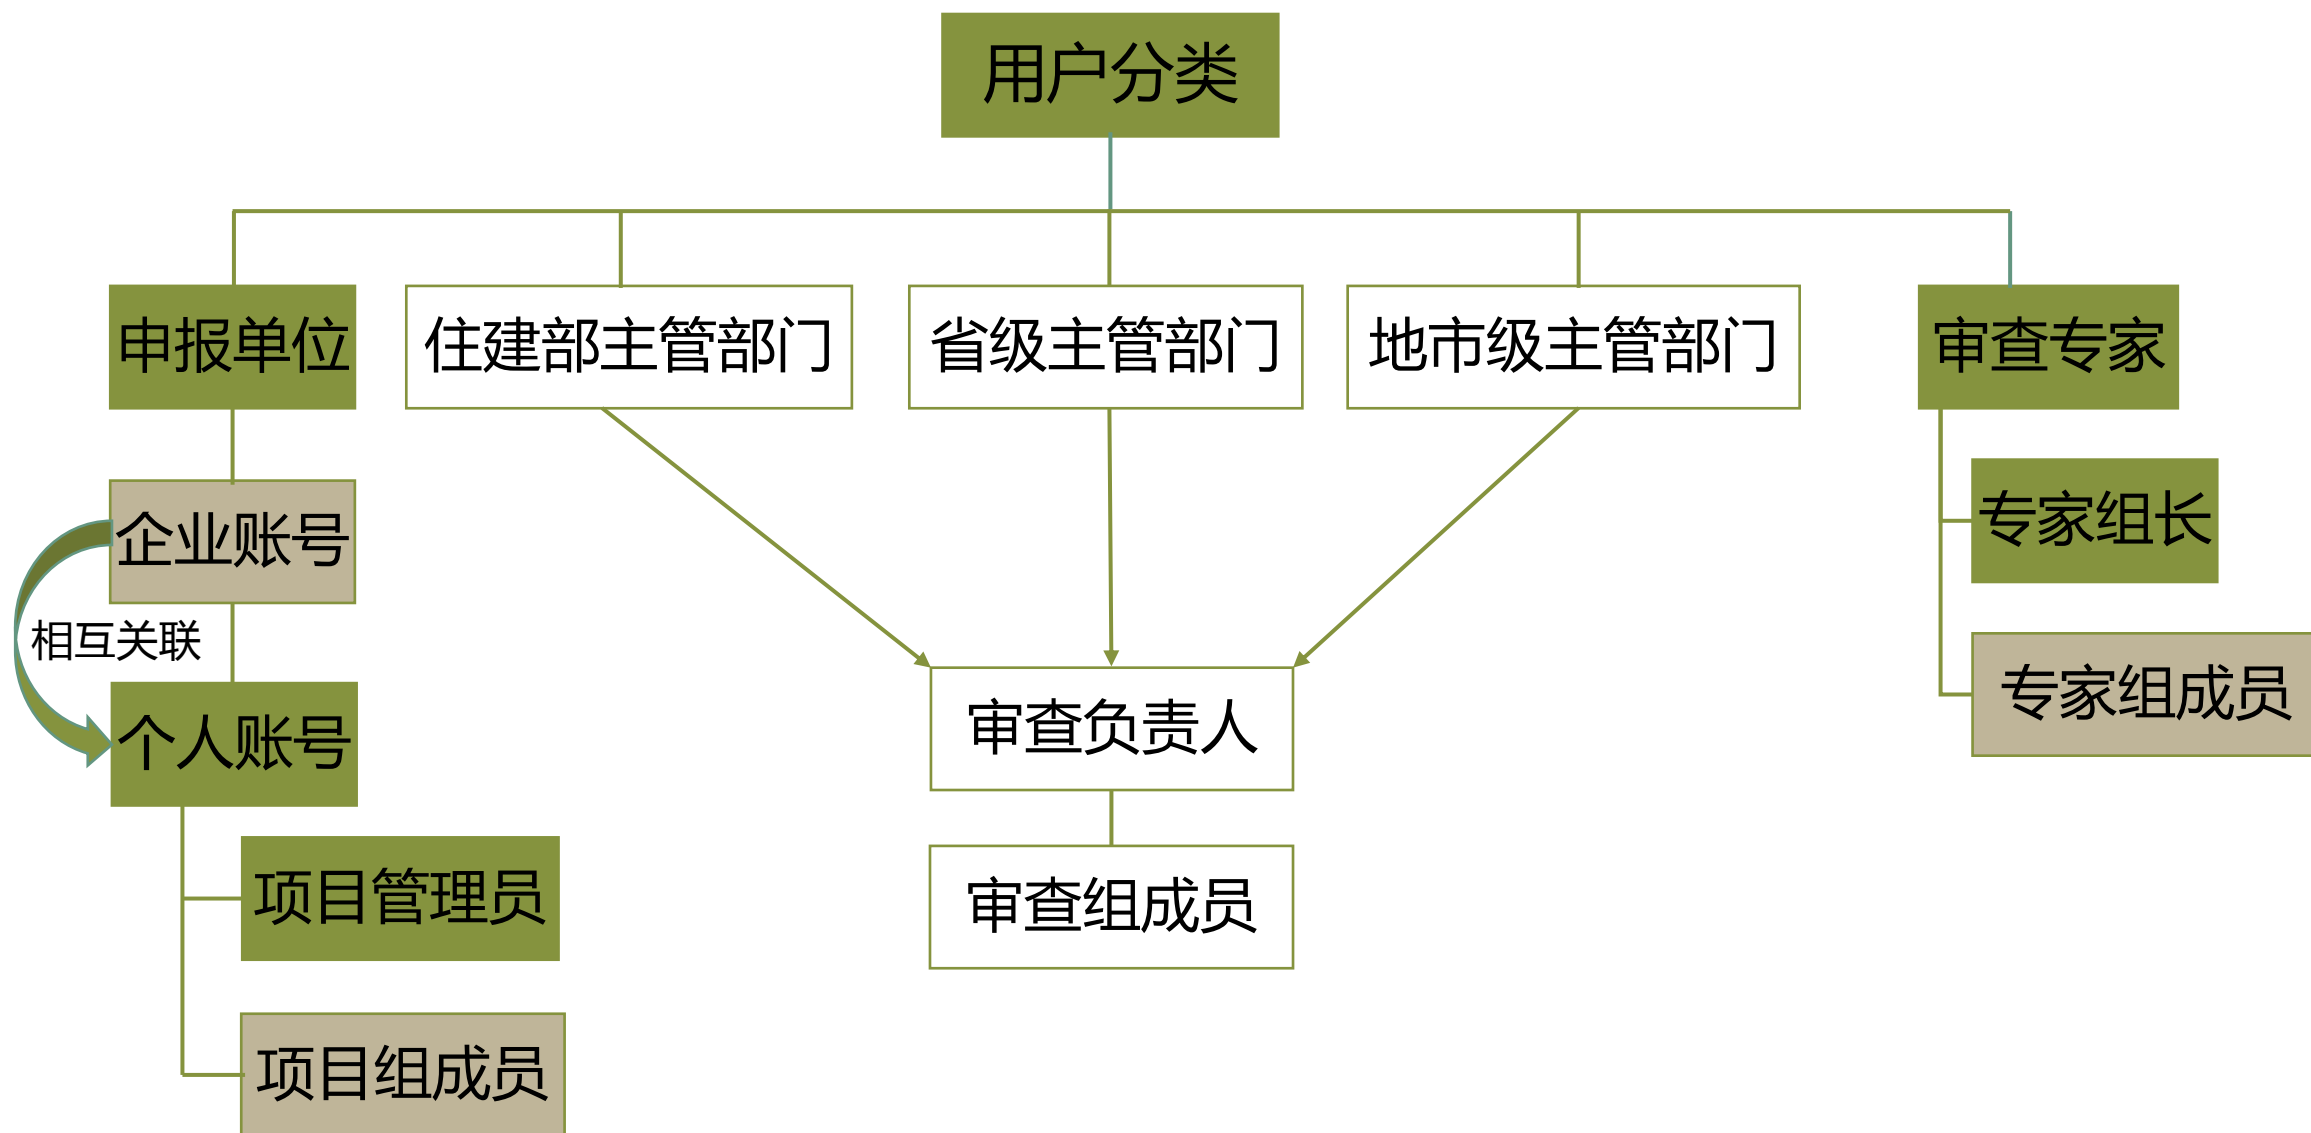 用户分类
申报单位
住建部主管部门
省级主管部门
地市级主管部门
审查专家
企业账号
专家组长
相互关联
专家组成员
个人账号
审查负责人
项目管理员
审查组成员
项目组成员